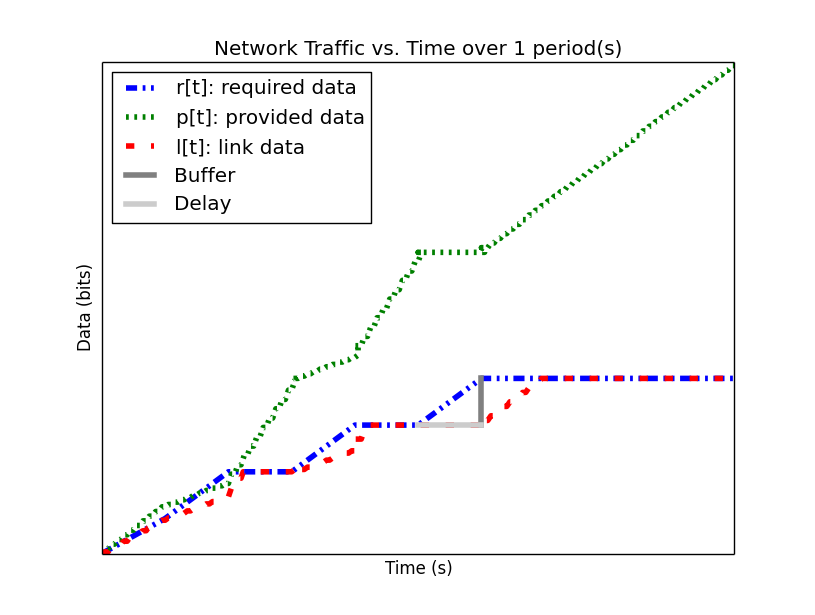 Network Traffic vs. Time over 1 period(s)
r[t]: required data
p[t]: provided data
l[t]: link data
Buffer
Delay
Data (bits)
Time (s)